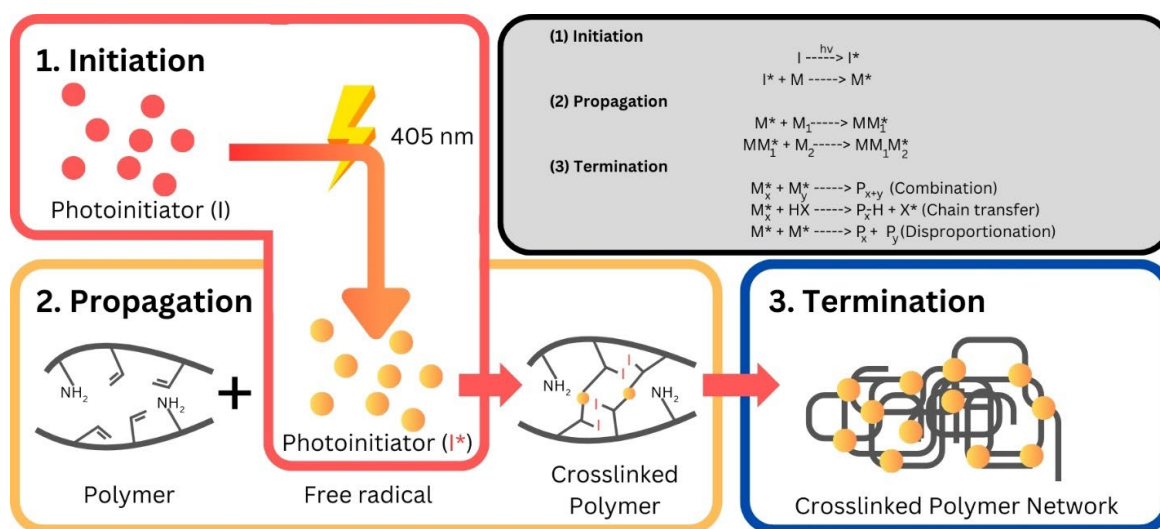 1. Initiation
405 nm
Photoinitiator (I)
(1) Initiation
hv
I -----> I*
I* + M -----> M*
(2) Propagation
M* + M₁ -----> MM₁*
MM₁* + M₂ -----> MM₁M₂*
(3) Termination
Mₓ* + Mᵧ* -----> Pₓ₊ᵧ (Combination)
Mₓ* + HX -----> Pₓ-H + X* (Chain transfer)
M* + M* -----> Pₓ + Pᵧ (Disproportionation)
2. Propagation
NH₂
NH₂
+
Polymer
Photoinitiator (I*)
Free radical
I
I
I
I
NH₂
NH₂
Crosslinked
Polymer
3. Termination
Crosslinked Polymer Network